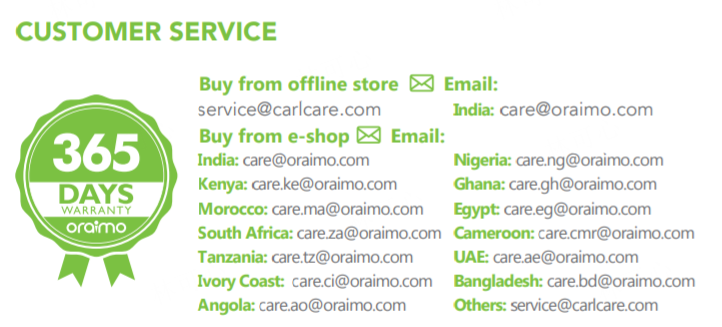 CUSTOMER SERVICE
365
DAYS
WARRANTY
oraimo
Buy from offline store Email:
service@carlcare.com India: care@oraimo.com
Buy from e-shop Email:
India: care@oraimo.com Nigeria: care.ng@oraimo.com
Kenya: care.ke@oraimo.com Ghana: care.gh@oraimo.com
Morocco: care.ma@oraimo.com Egypt: care.eg@oraimo.com
South Africa: care.za@oraimo.com Cameroon: care.cmr@oraimo.com
Tanzania: care.tz@oraimo.com UAE: care.ae@oraimo.com
Ivory Coast: care.ci@oraimo.com Bangladesh: care.bd@oraimo.com
Angola: care.ao@oraimo.com Others: service@carlcare.com